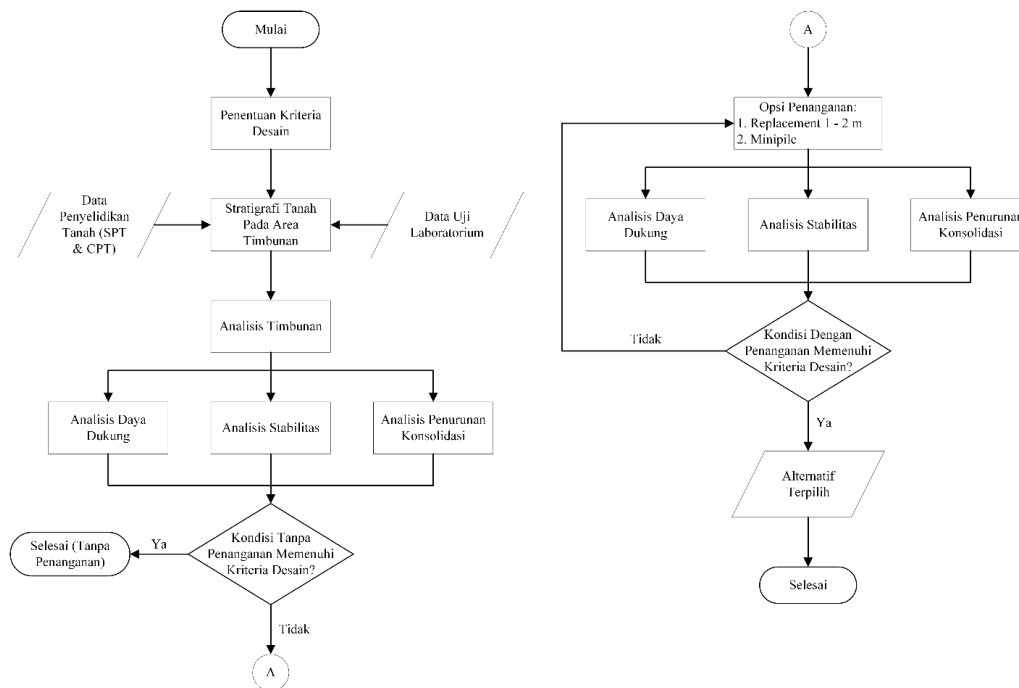 Mulai
Penentuan Kriteria
Desain
Data
Penyelidikan
Tanah (SPT
& CPT)
Stratigrafi Tanah
Pada Area
Timbunan
Data Uji
Laboratorium
Analisis Timbunan
Analisis Daya
Dukung
Analisis Stabilitas
Analisis Penurunan
Konsolidasi
Kondisi Tanpa
Penanganan Memenuhi
Kriteria Desain?
Ya
Selesai (Tanpa
Penanganan)
Tidak
A
A
Opsi Penanganan:
1. Replacement 1 - 2 m
2. Minipile
Analisis Daya
Dukung
Analisis Stabilitas
Analisis Penurunan
Konsolidasi
Kondisi Dengan
Penanganan Memenuhi
Kriteria Desain?
Tidak
Ya
Alternatif
Terpilih
Selesai